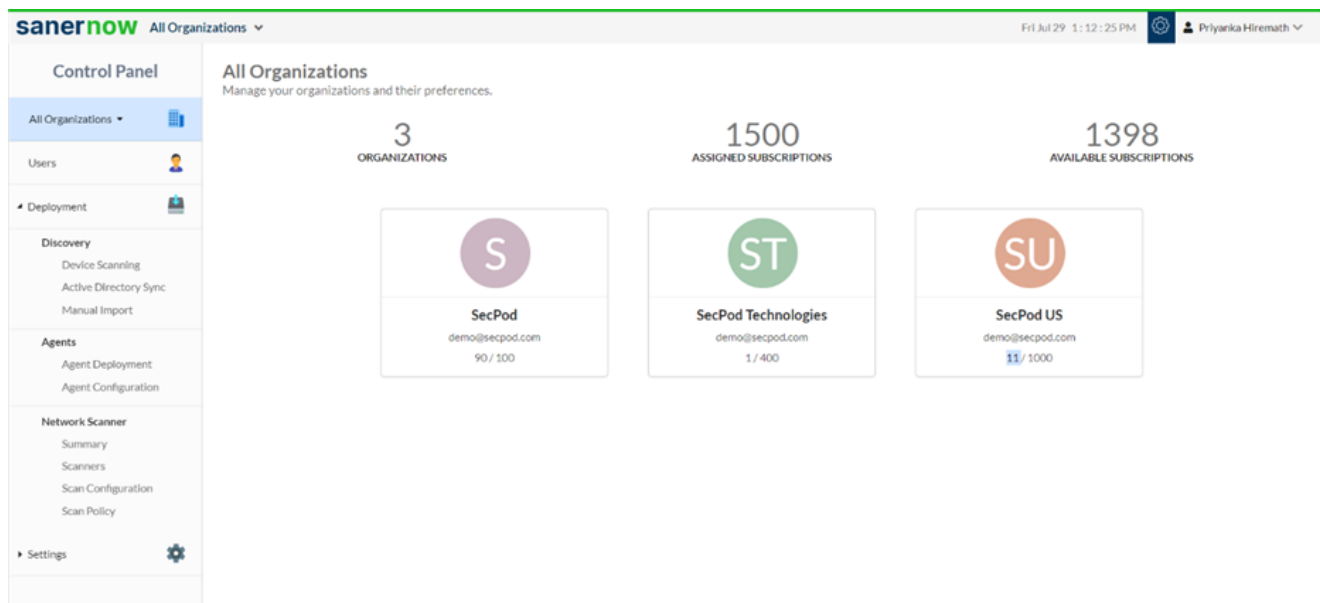 sanernow All Organizations Fri Jul 29 1:12:25 PM Priyanka Hiremath
Control Panel
All Organizations
Users
Deployment
Discovery
Device Scanning
Active Directory Sync
Manual Import
Agents
Agent Deployment
Agent Configuration
Network Scanner
Summary
Scanners
Scan Configuration
Scan Policy
Settings
All Organizations
Manage your organizations and their preferences.
3
ORGANIZATIONS
1500
ASSIGNED SUBSCRIPTIONS
1398
AVAILABLE SUBSCRIPTIONS
S
SecPod
demo@secpod.com
90 / 100
ST
SecPod Technologies
demo@secpod.com
1 / 400
SU
SecPod US
demo@secpod.com
11 / 1000